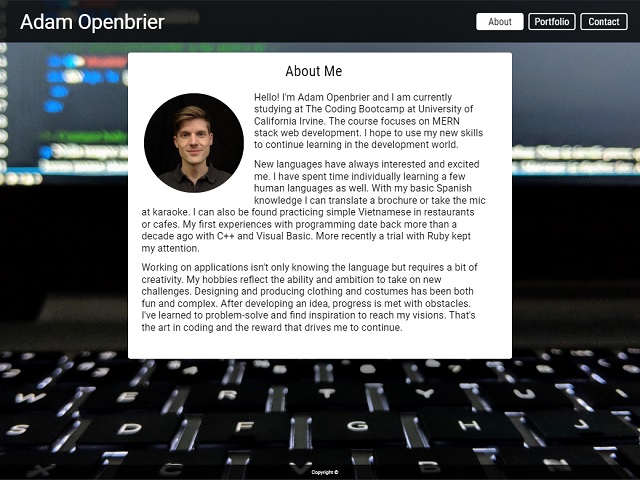 Adam Openbrier
About
Portfolio
Contact
About Me
Hello! I'm Adam Openbrier and I am currently
studying at The Coding Bootcamp at University of
California Irvine. The course focuses on MERN
stack web development. I hope to use my new skills
to continue learning in the development world.
New languages have always interested and excited
me. I have spent time individually learning a few
human languages as well. With my basic Spanish
knowledge I can translate a brochure or take the mic
at karaoke. I can also be found practicing simple Vietnamese in restaurants
or cafes. My first experiences with programming date back more than a
decade ago with C++ and Visual Basic. More recently a trial with Ruby kept
my attention.
Working on applications isn't only knowing the language but requires a bit of
creativity. My hobbies reflect the ability and ambition to take on new
challenges. Designing and producing clothing and costumes has been both
fun and complex. After developing an idea, progress is met with obstacles.
I've learned to problem-solve and find inspiration to reach my visions. That's
the art in coding and the reward that drives me to continue.
W E R T Y U I
S D F G H J
X C V B N
Copyright ©